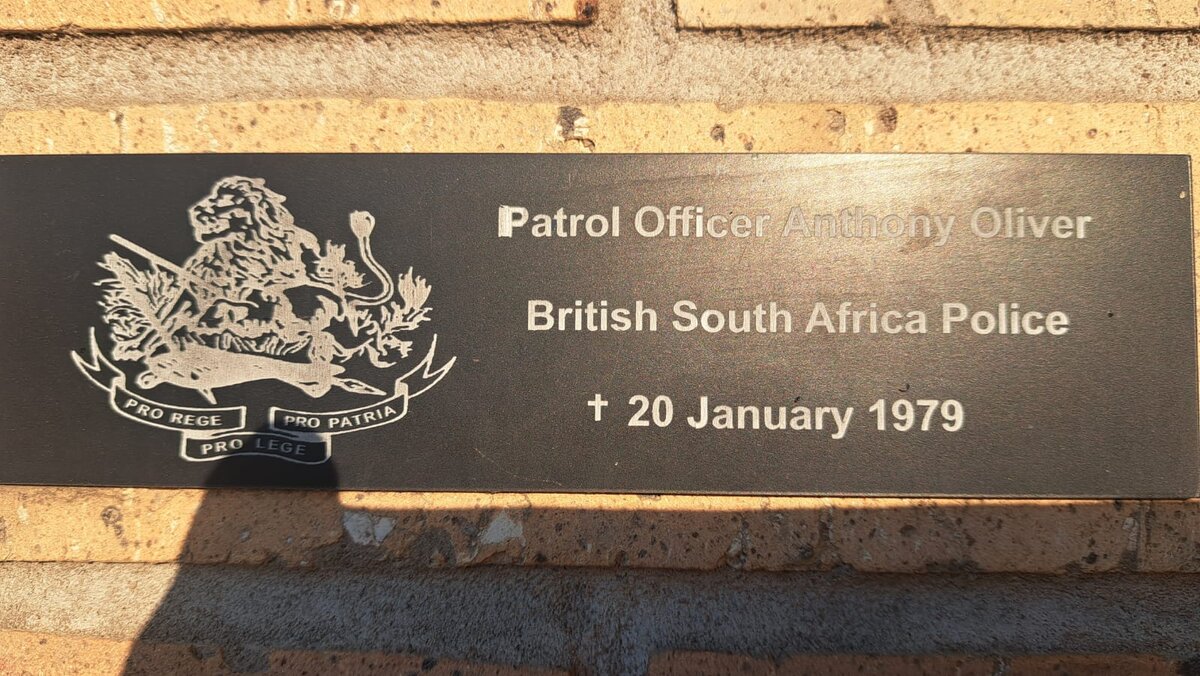 PRO REGE
PRO PATRIA
PRO LEGE
Patrol Officer Anthony Oliver
British South Africa Police
† 20 January 1979